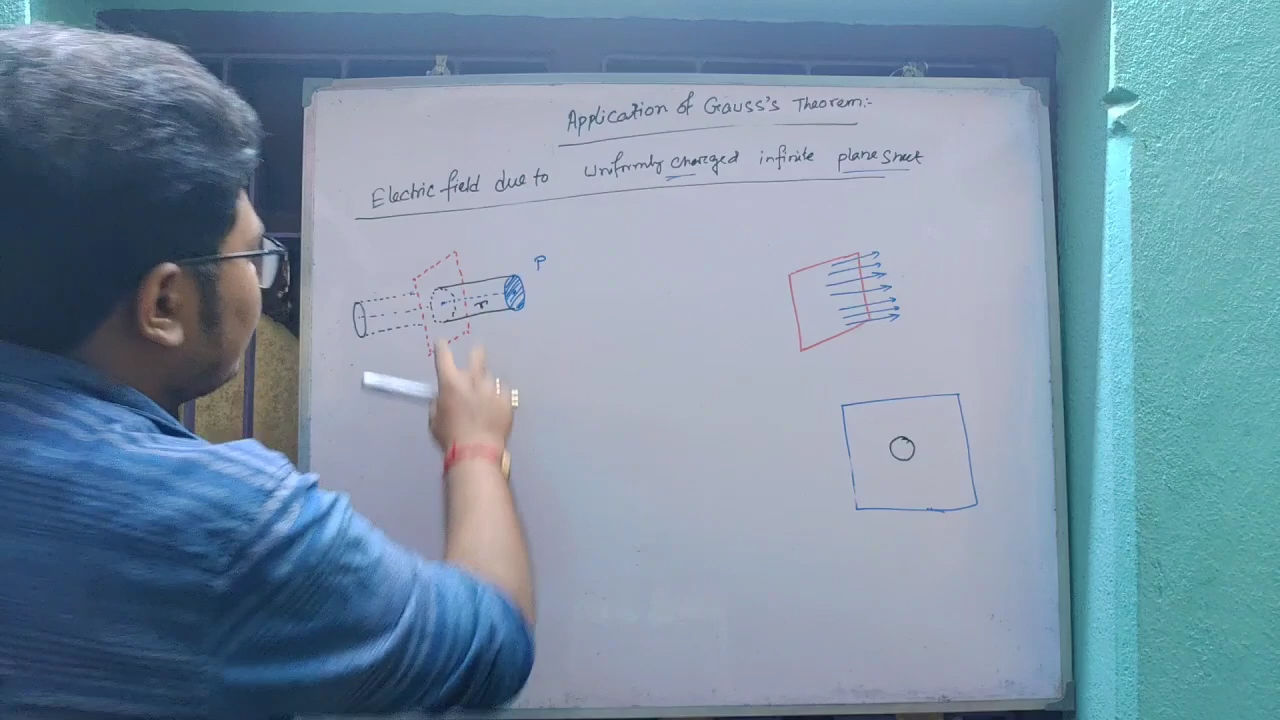 Application of Gauss's Theorem:-
Electric field due to Uniformly charged infinite plane sheet
P
r